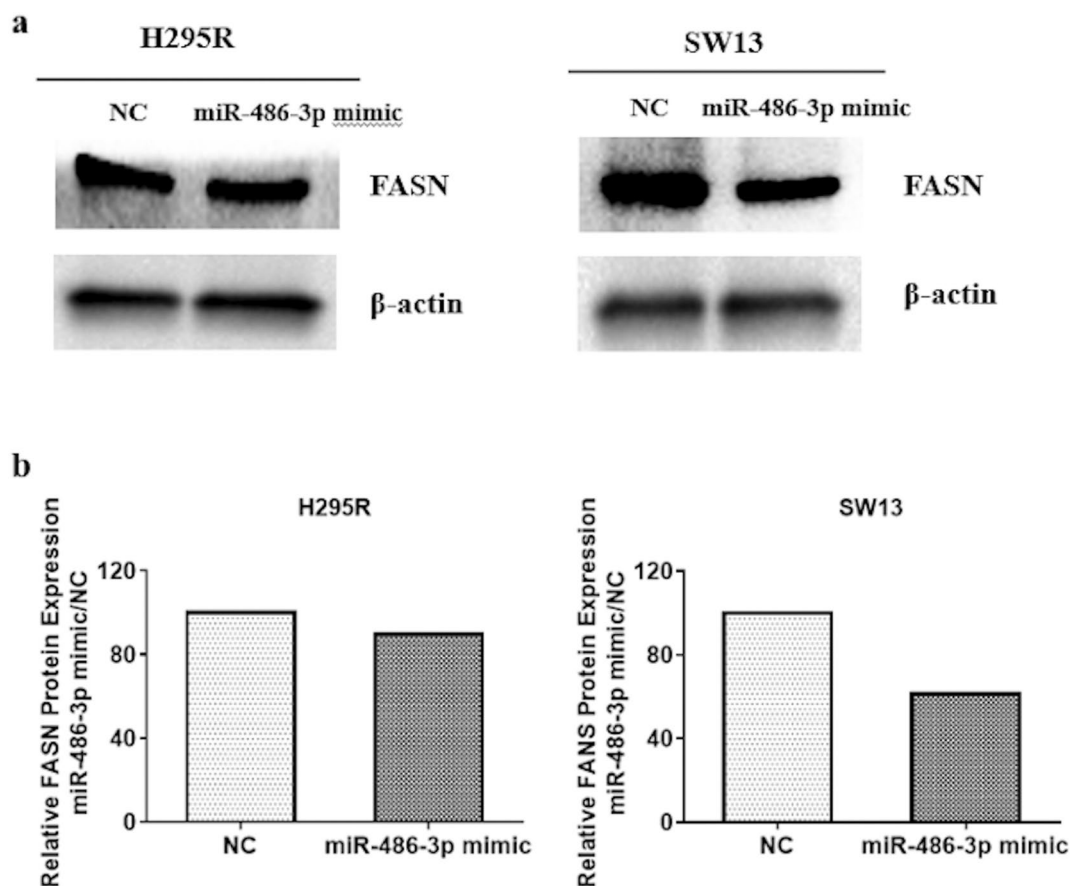 a
H295R
NC miR-486-3p mimic
FASN
β-actin
SW13
NC miR-486-3p mimic
FASN
β-actin
b
H295R
Relative FASN Protein Expression
miR-486-3p mimic/NC
120
80
40
0
NC miR-486-3p mimic
SW13
Relative FANS Protein Expression
miR-486-3p mimic/NC
120
80
40
0
NC miR-486-3p mimic